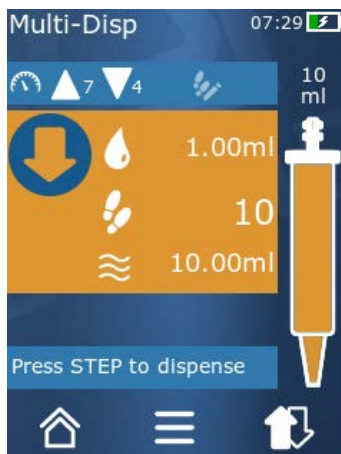 Multi-Disp 07:29
7 4
10
ml
1.00ml
10
10.00ml
Press STEP to dispense